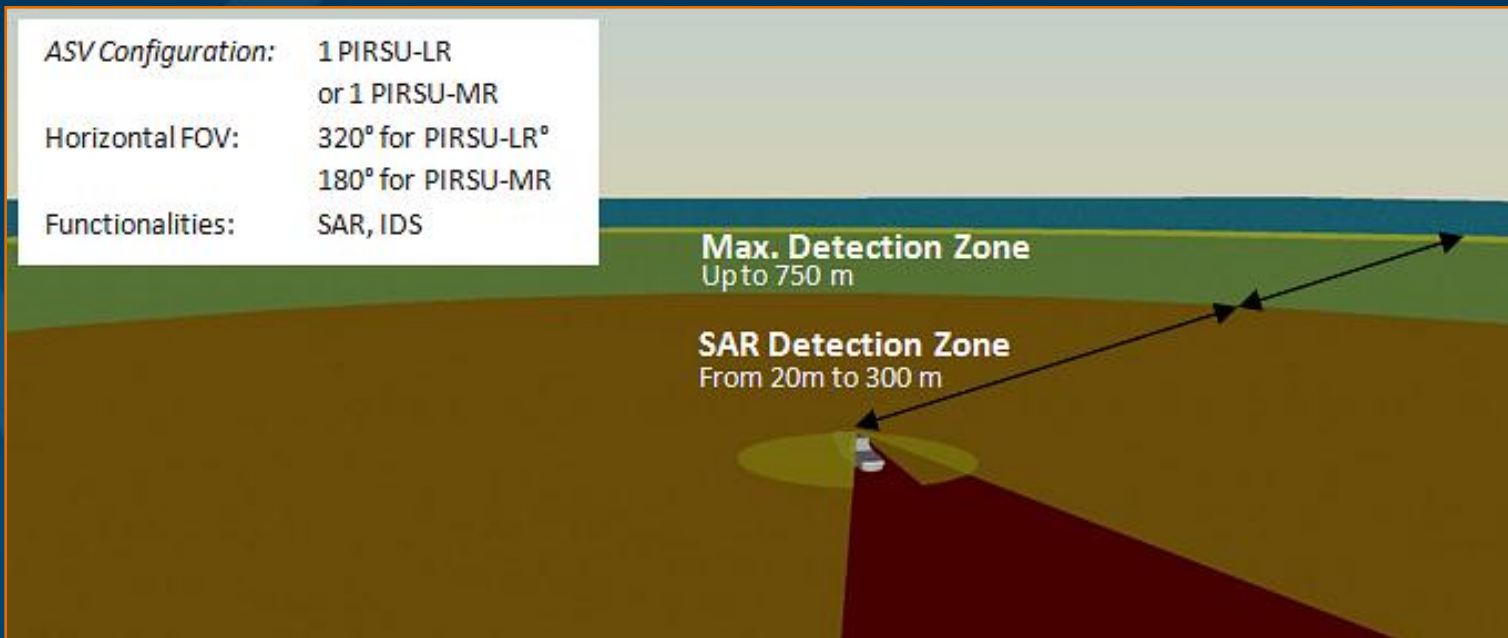 ASV Configuration: 1 PIRSU-LR
or 1 PIRSU-MR
Horizontal FOV: 320° for PIRSU-LR°
180° for PIRSU-MR
Functionalities: SAR, IDS
Max. Detection Zone
Up to 750 m
SAR Detection Zone
From 20m to 300 m